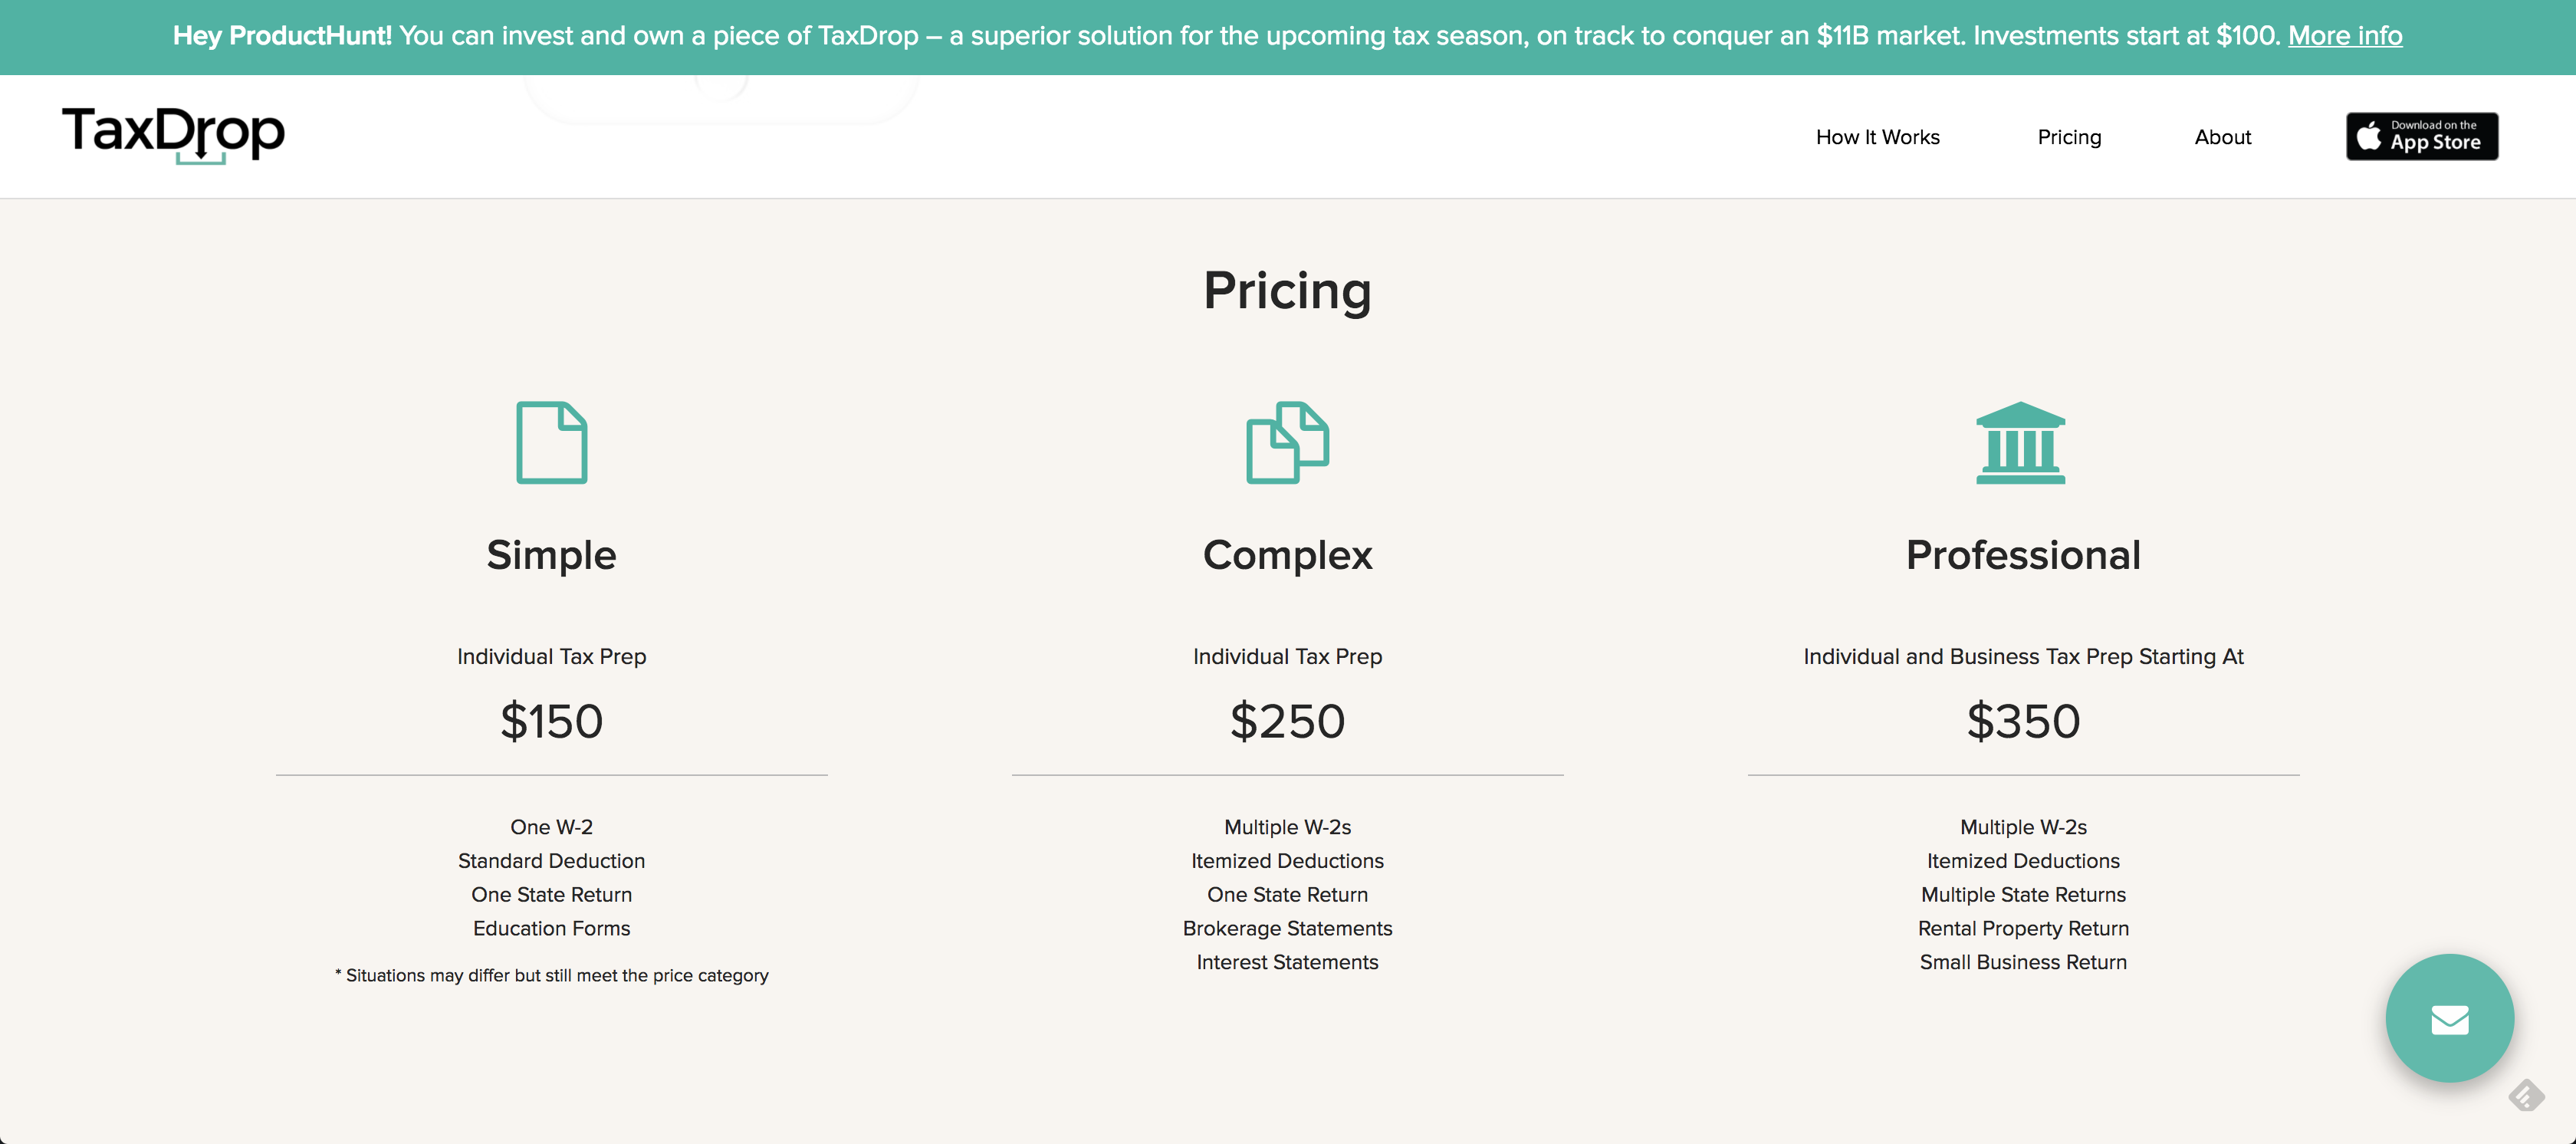 Hey ProductHunt! You can invest and own a piece of TaxDrop – a superior solution for the upcoming tax season, on track to conquer an $11B market. Investments start at $100. More info
TaxDrop
How It Works
Pricing
About
Download on the
App Store
Pricing
Simple
Individual Tax Prep
$150
One W-2
Standard Deduction
One State Return
Education Forms
* Situations may differ but still meet the price category
Complex
Individual Tax Prep
$250
Multiple W-2s
Itemized Deductions
One State Return
Brokerage Statements
Interest Statements
Professional
Individual and Business Tax Prep Starting At
$350
Multiple W-2s
Itemized Deductions
Multiple State Returns
Rental Property Return
Small Business Return